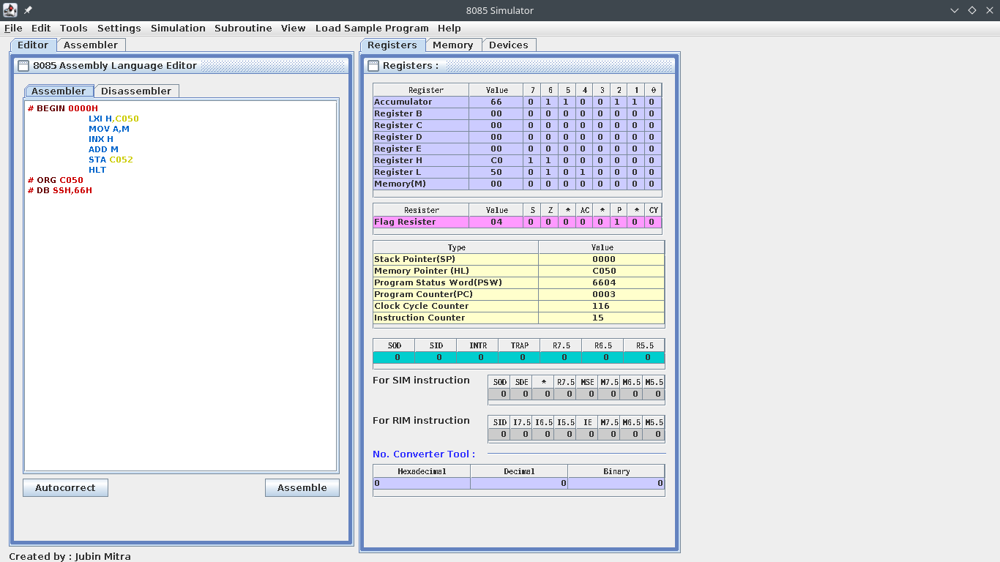 8085 Simulator
File Edit Tools Settings Simulation Subroutine View Load Sample Program Help
Editor Assembler
8085 Assembly Language Editor
Assembler Disassembler
# BEGIN 0000H
LXI H,C050
MOV A,M
INX H
ADD M
STA C052
HLT
# ORG C050
# DB SSH,66H
Autocorrect Assemble
Registers Memory Devices
Registers :
Register Value 7 6 5 4 3 2 1 0
Accumulator 66 0 1 1 0 0 1 1 0
Register B 00 0 0 0 0 0 0 0 0
Register C 00 0 0 0 0 0 0 0 0
Register D 00 0 0 0 0 0 0 0 0
Register E 00 0 0 0 0 0 0 0 0
Register H C0 1 1 0 0 0 0 0 0
Register L 50 0 1 0 1 0 0 0 0
Memory(M) 00 0 0 0 0 0 0 0 0
Resister Value S Z * AC * P * CY
Flag Resister 04 0 0 0 0 0 1 0 0
Type Value
Stack Pointer(SP) 0000
Memory Pointer (HL) C050
Program Status Word(PSW) 6604
Program Counter(PC) 0003
Clock Cycle Counter 116
Instruction Counter 15
SOD SID INTR TRAP R7.5 R6.5 R5.5
0 0 0 0 0 0 0
For SIM instruction
SOD SDE * R7.5 MSE M7.5 M6.5 M5.5
0 0 0 0 0 0 0 0
For RIM instruction
SID I7.5 I6.5 I5.5 IE M7.5 M6.5 M5.5
0 0 0 0 0 0 0 0
No. Converter Tool :
Hexadecimal Decimal Binary
0 0 0
Created by : Jubin Mitra